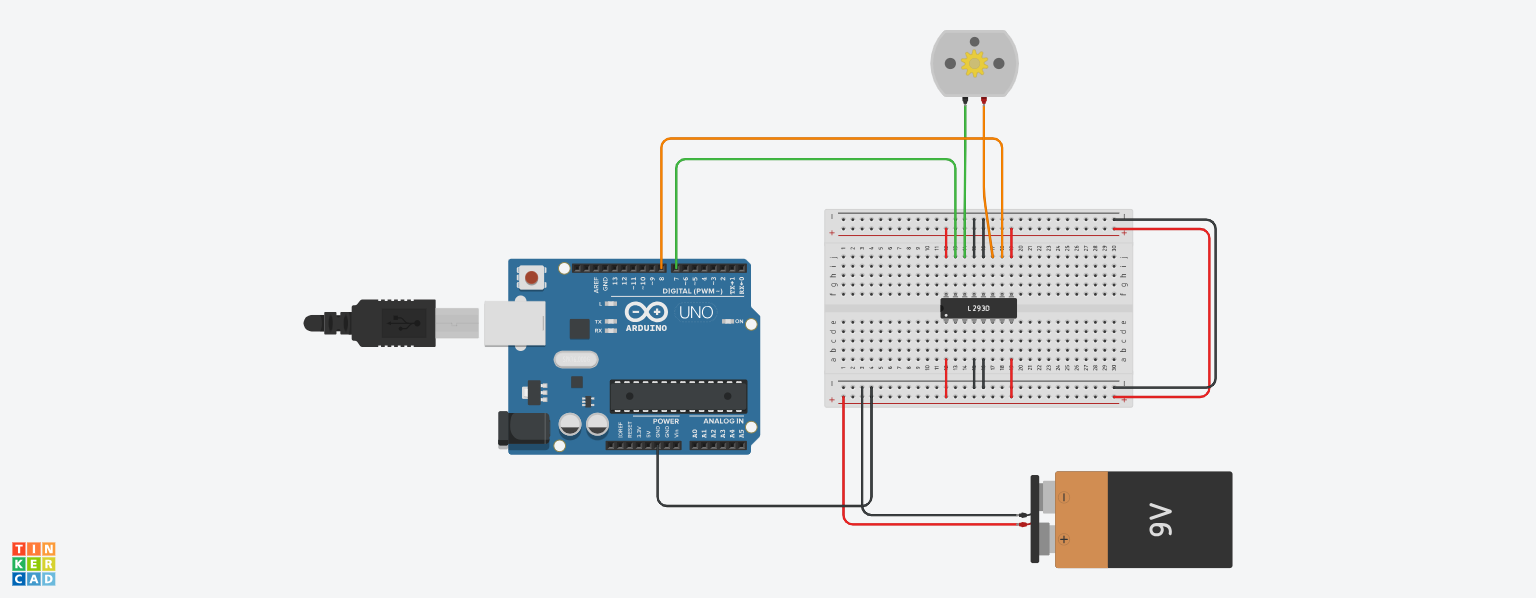 L293D
AREF
GND
13
12
~11
~10
~9
8
7
~6
~5
4
~3
2
TX→1
RX←0
DIGITAL (PWM~)
L
TX
RX
ARDUINO
UNO
ON
POWER
ANALOG IN
IOREF
RESET
3.3V
5V
GND
GND
Vin
A0
A1
A2
A3
A4
A5
9V
TIN
KER
CAD